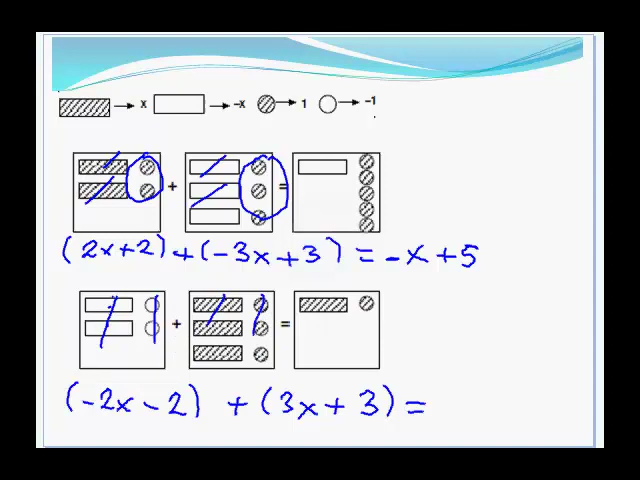 x -x 1 -1
+ =
(2x+2)+(-3x+3)=-x+5
+ =
(-2x-2) +(3x+3)=